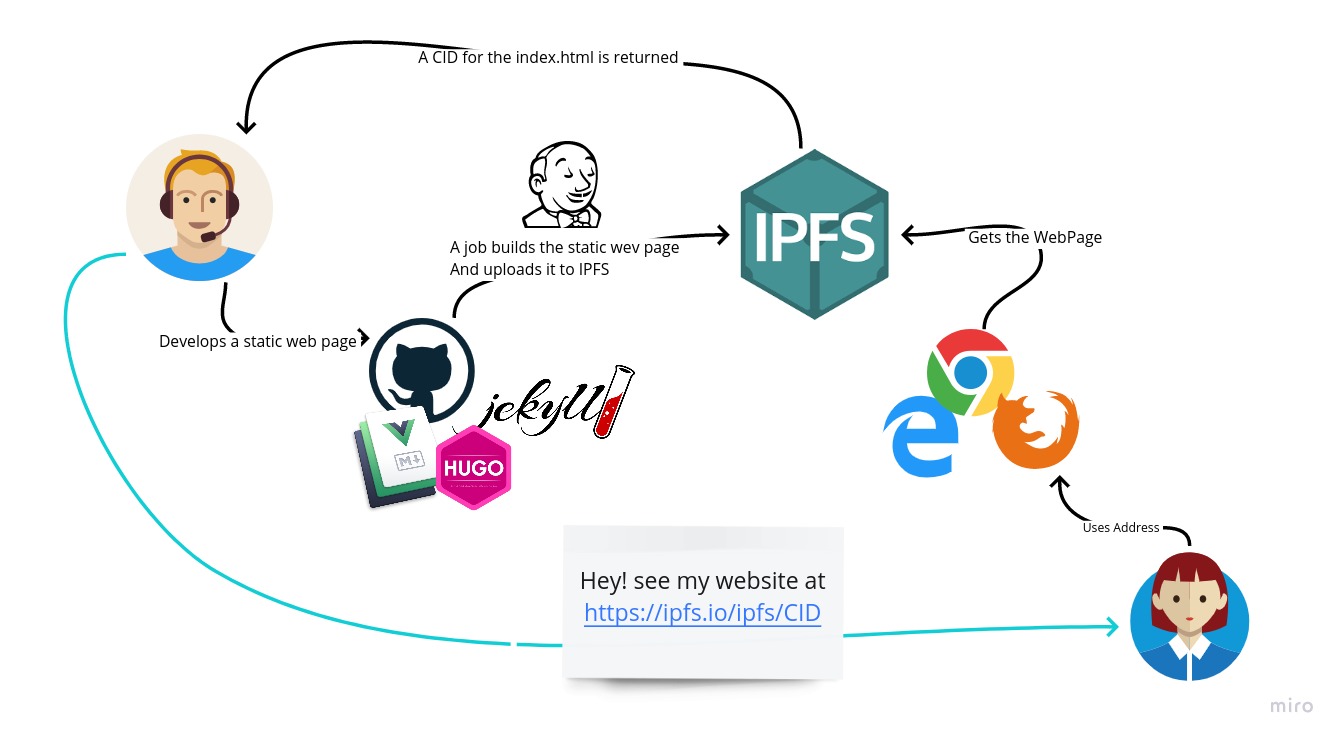 A CID for the index.html is returned
A job builds the static wev page
And uploads it to IPFS
IPFS
Gets the WebPage
Develops a static web page
jekyll
M
HUGO
Uses Address
Hey! see my website at
https://ipfs.io/ipfs/CID
miro